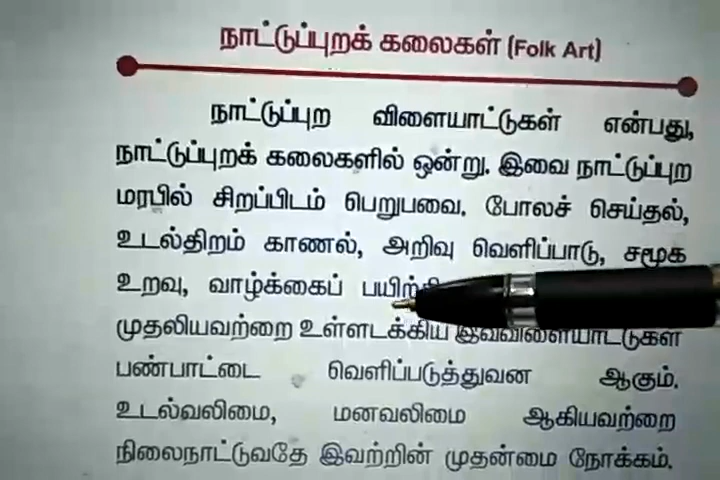 நாட்டுப்புறக் கலைகள் (Folk Art)
நாட்டுப்புற விளையாட்டுகள் என்பது,
நாட்டுப்புறக் கலைகளில் ஒன்று. இவை நாட்டுப்புற
மரபில் சிறப்பிடம் பெறுபவை. போலச் செய்தல்,
உடல்திறம் காணல், அறிவு வெளிப்பாடு, சமூக
உறவு, வாழ்க்கைப்
முதலியவற்றை உள்ளடக்கிய இவ்விளையாட்டுகள்
பண்பாட்டை வெளிப்படுத்துவன ஆகும்.
உடல்வலிமை, மனவலிமை ஆகியவற்றை
நிலைநாட்டுவதே இவற்றின் முதன்மை நோக்கம்.